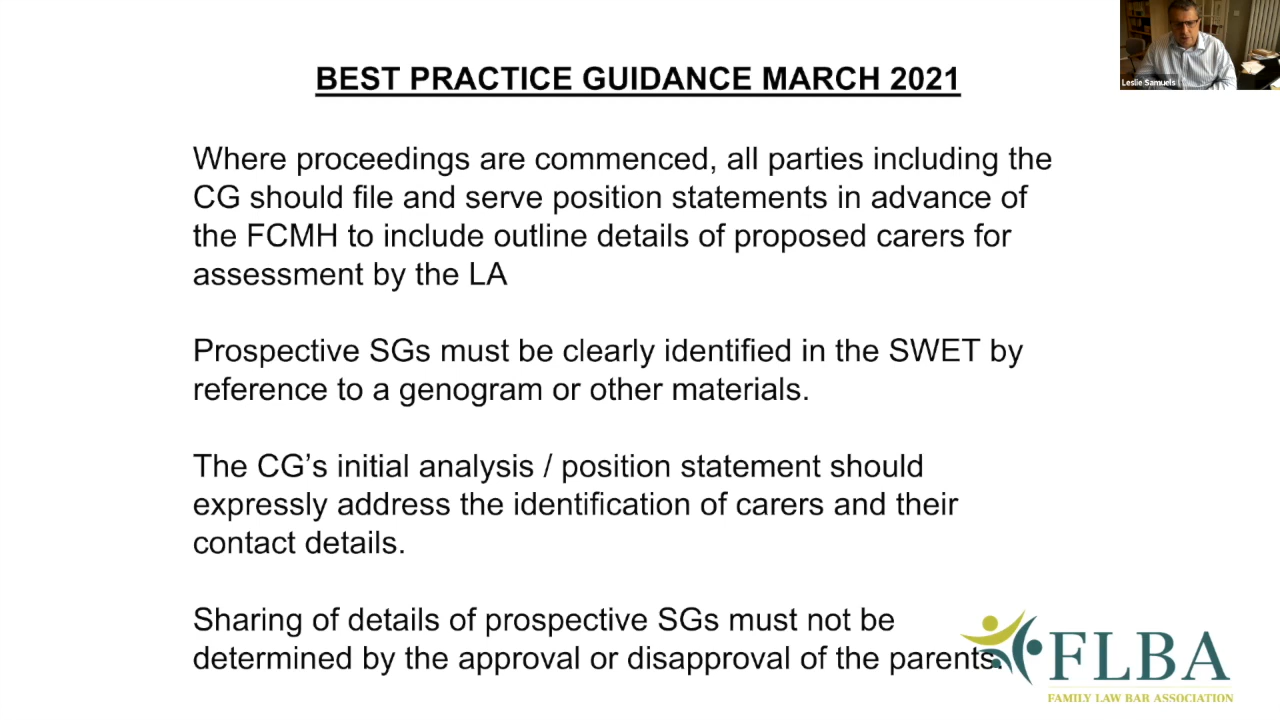 BEST PRACTICE GUIDANCE MARCH 2021
Leslie Samuels
Where proceedings are commenced, all parties including the
CG should file and serve position statements in advance of
the FCMH to include outline details of proposed carers for
assessment by the LA
Prospective SGs must be clearly identified in the SWET by
reference to a genogram or other materials.
The CG’s initial analysis / position statement should
expressly address the identification of carers and their
contact details.
Sharing of details of prospective SGs must not be
determined by the approval or disapproval of the parents.
FLBA
FAMILY LAW BAR ASSOCIATION